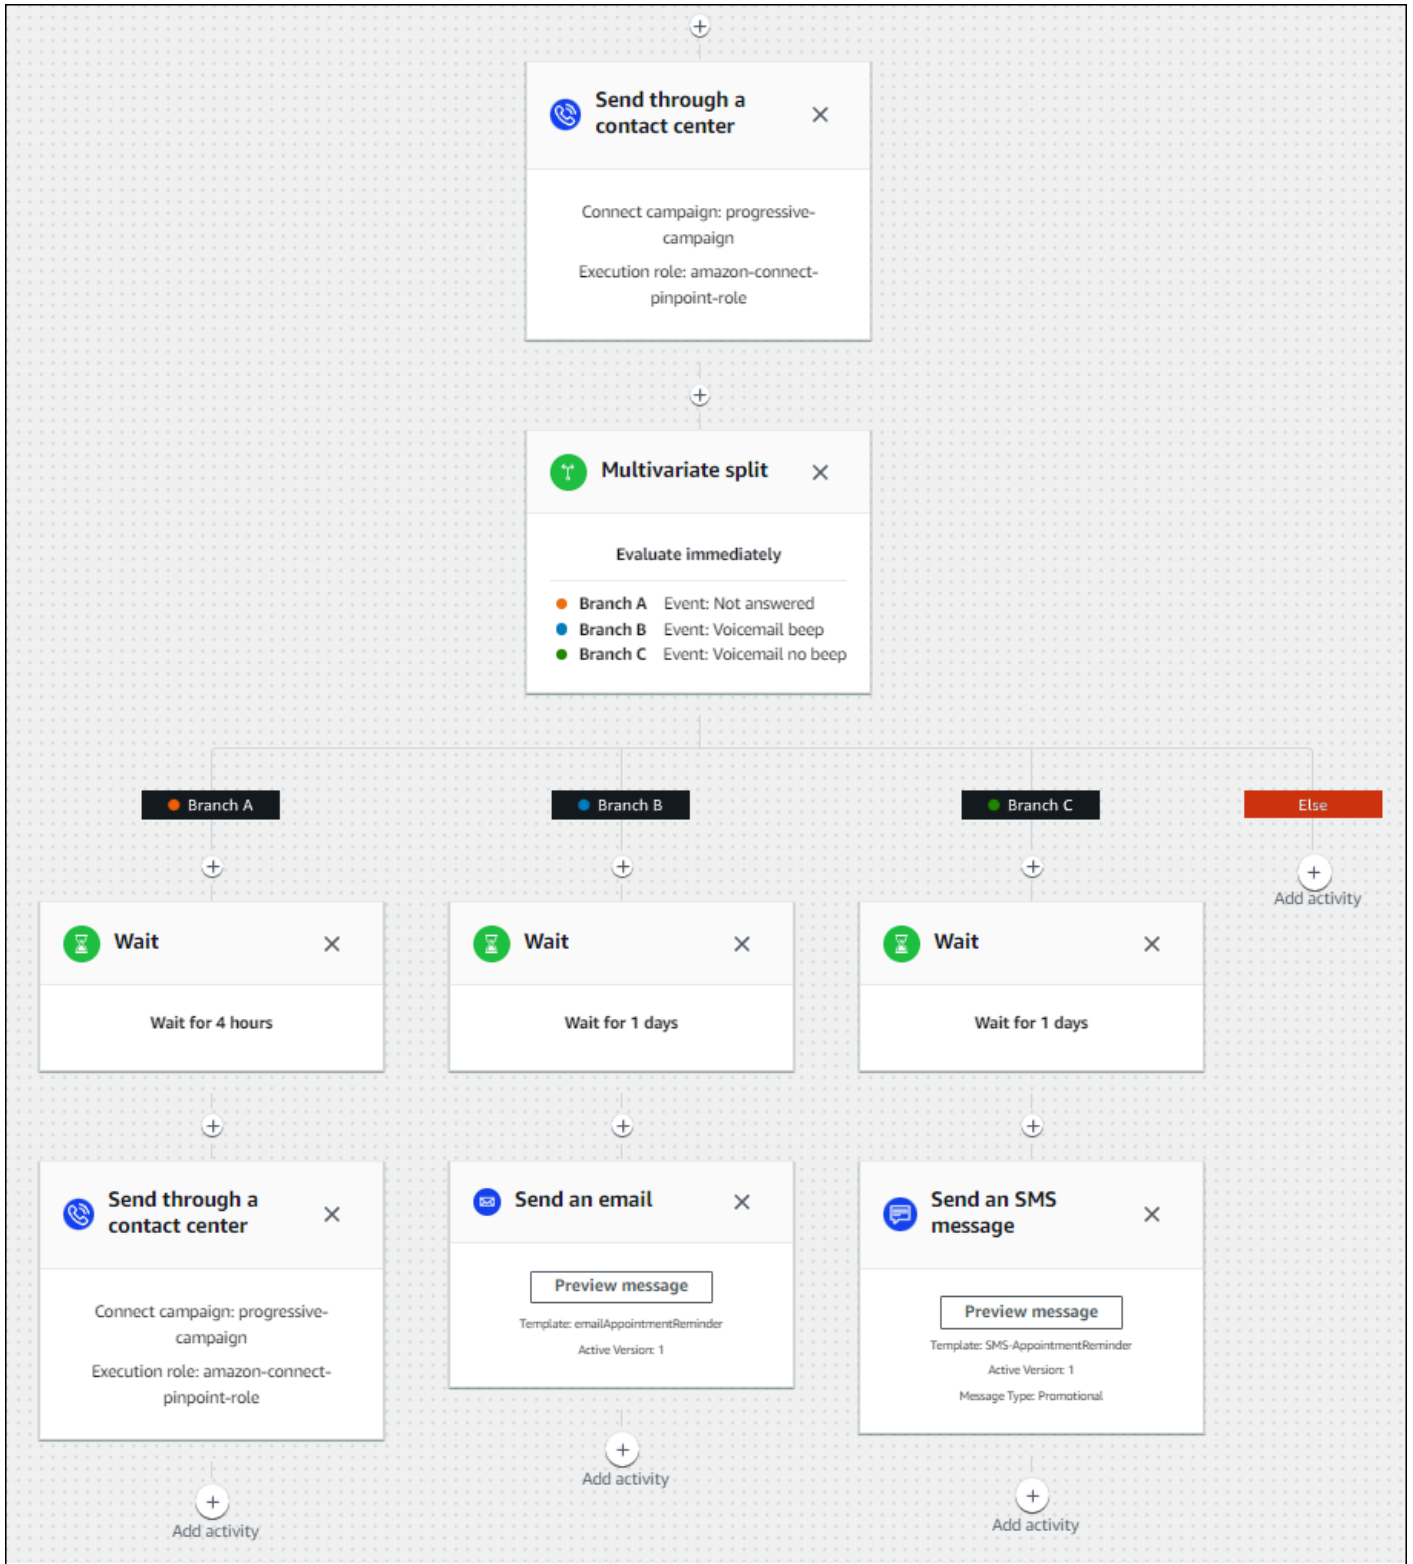 Send through a
contact center
Connect campaign: progressive-
campaign
Execution role: amazon-connect-
pinpoint-role
Multivariate split
Evaluate immediately
Branch A Event: Not answered
Branch B Event: Voicemail beep
Branch C Event: Voicemail no beep
Branch A
Branch B
Branch C
Else
Add activity
Wait
Wait for 4 hours
Wait
Wait for 1 days
Wait
Wait for 1 days
Send through a
contact center
Connect campaign: progressive-
campaign
Execution role: amazon-connect-
pinpoint-role
Add activity
Send an email
Preview message
Template: emailAppointmentReminder
Active Version: 1
Add activity
Send an SMS
message
Preview message
Template: SMS-AppointmentReminder
Active Version: 1
Message Type: Promotional
Add activity